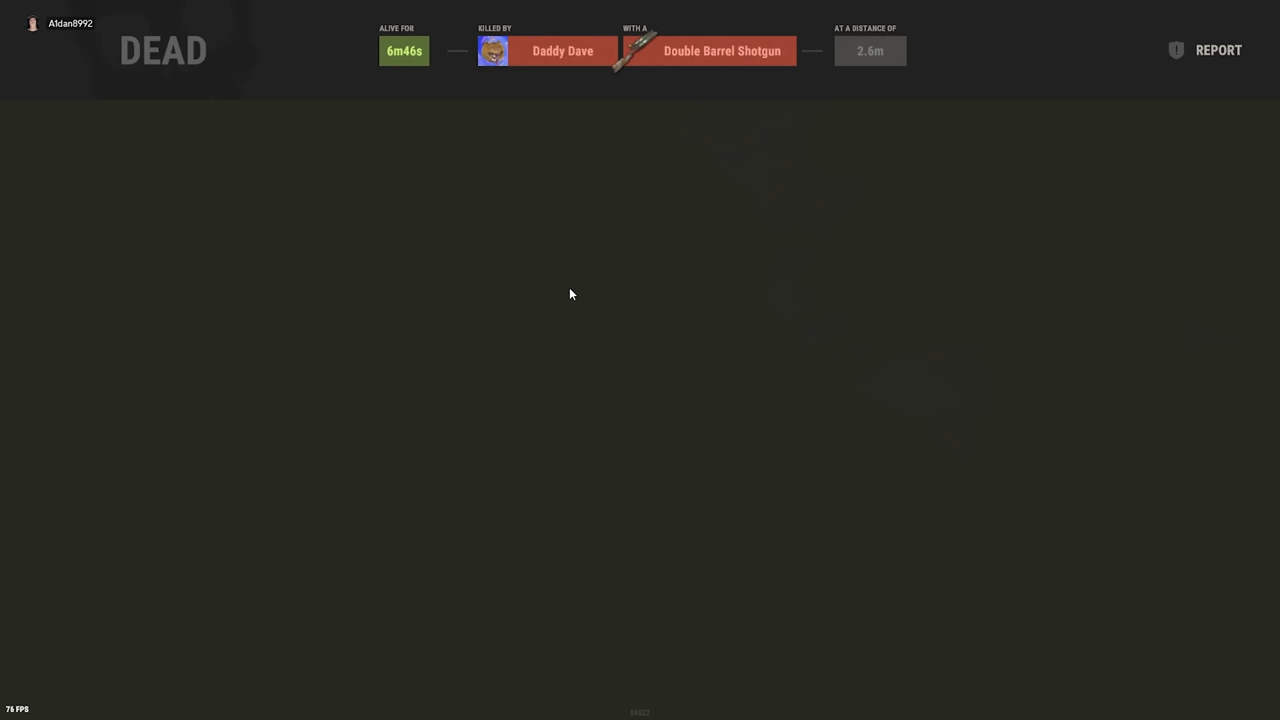 A1dan8992
DEAD
ALIVE FOR
6m46s
KILLED BY
Daddy Dave
WITH A
Double Barrel Shotgun
AT A DISTANCE OF
2.6m
REPORT
76 FPS